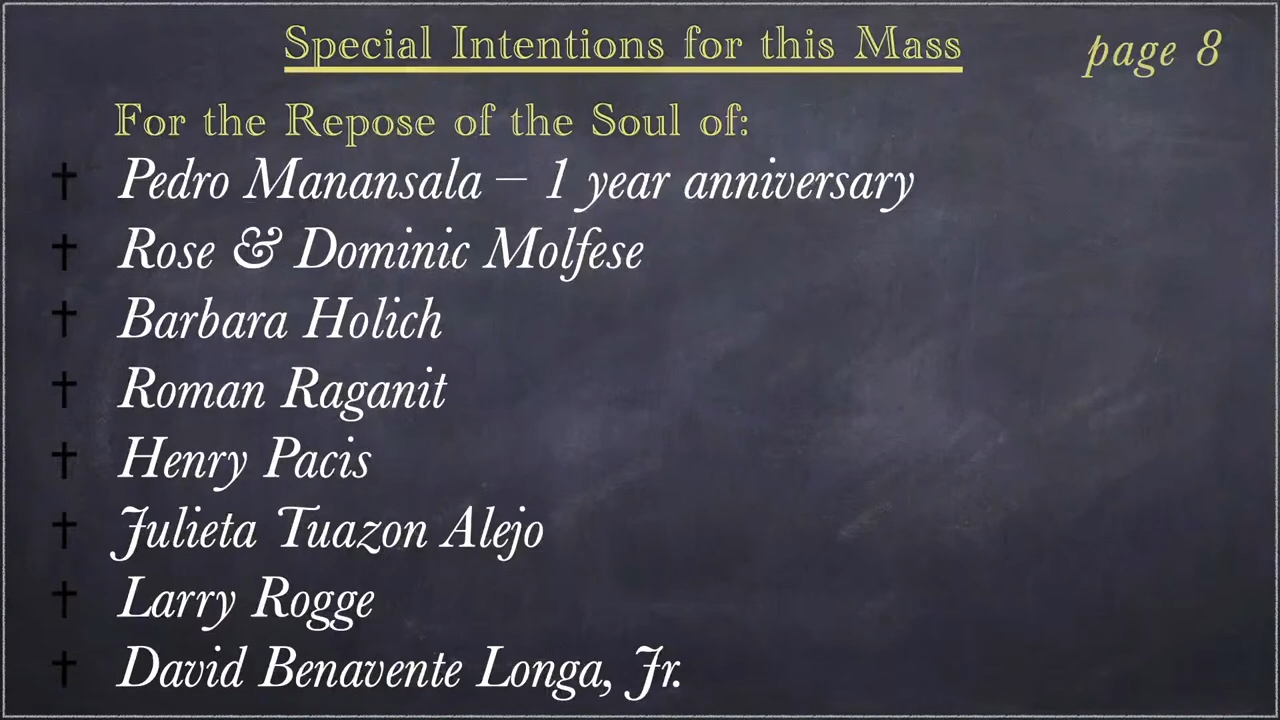 Special Intentions for this Mass page 8
For the Repose of the Soul of:
† Pedro Manansala – 1 year anniversary
† Rose & Dominic Molfese
† Barbara Holich
† Roman Raganit
† Henry Pacis
† Julieta Tuazon Alejo
† Larry Rogge
† David Benavente Longa, Jr.